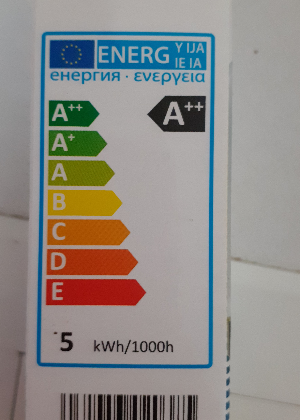 ENERG Y IJA
IE IA
енергия · ενεργεια
A++ A++
A+
A
B
C
D
E
5 kWh/1000h